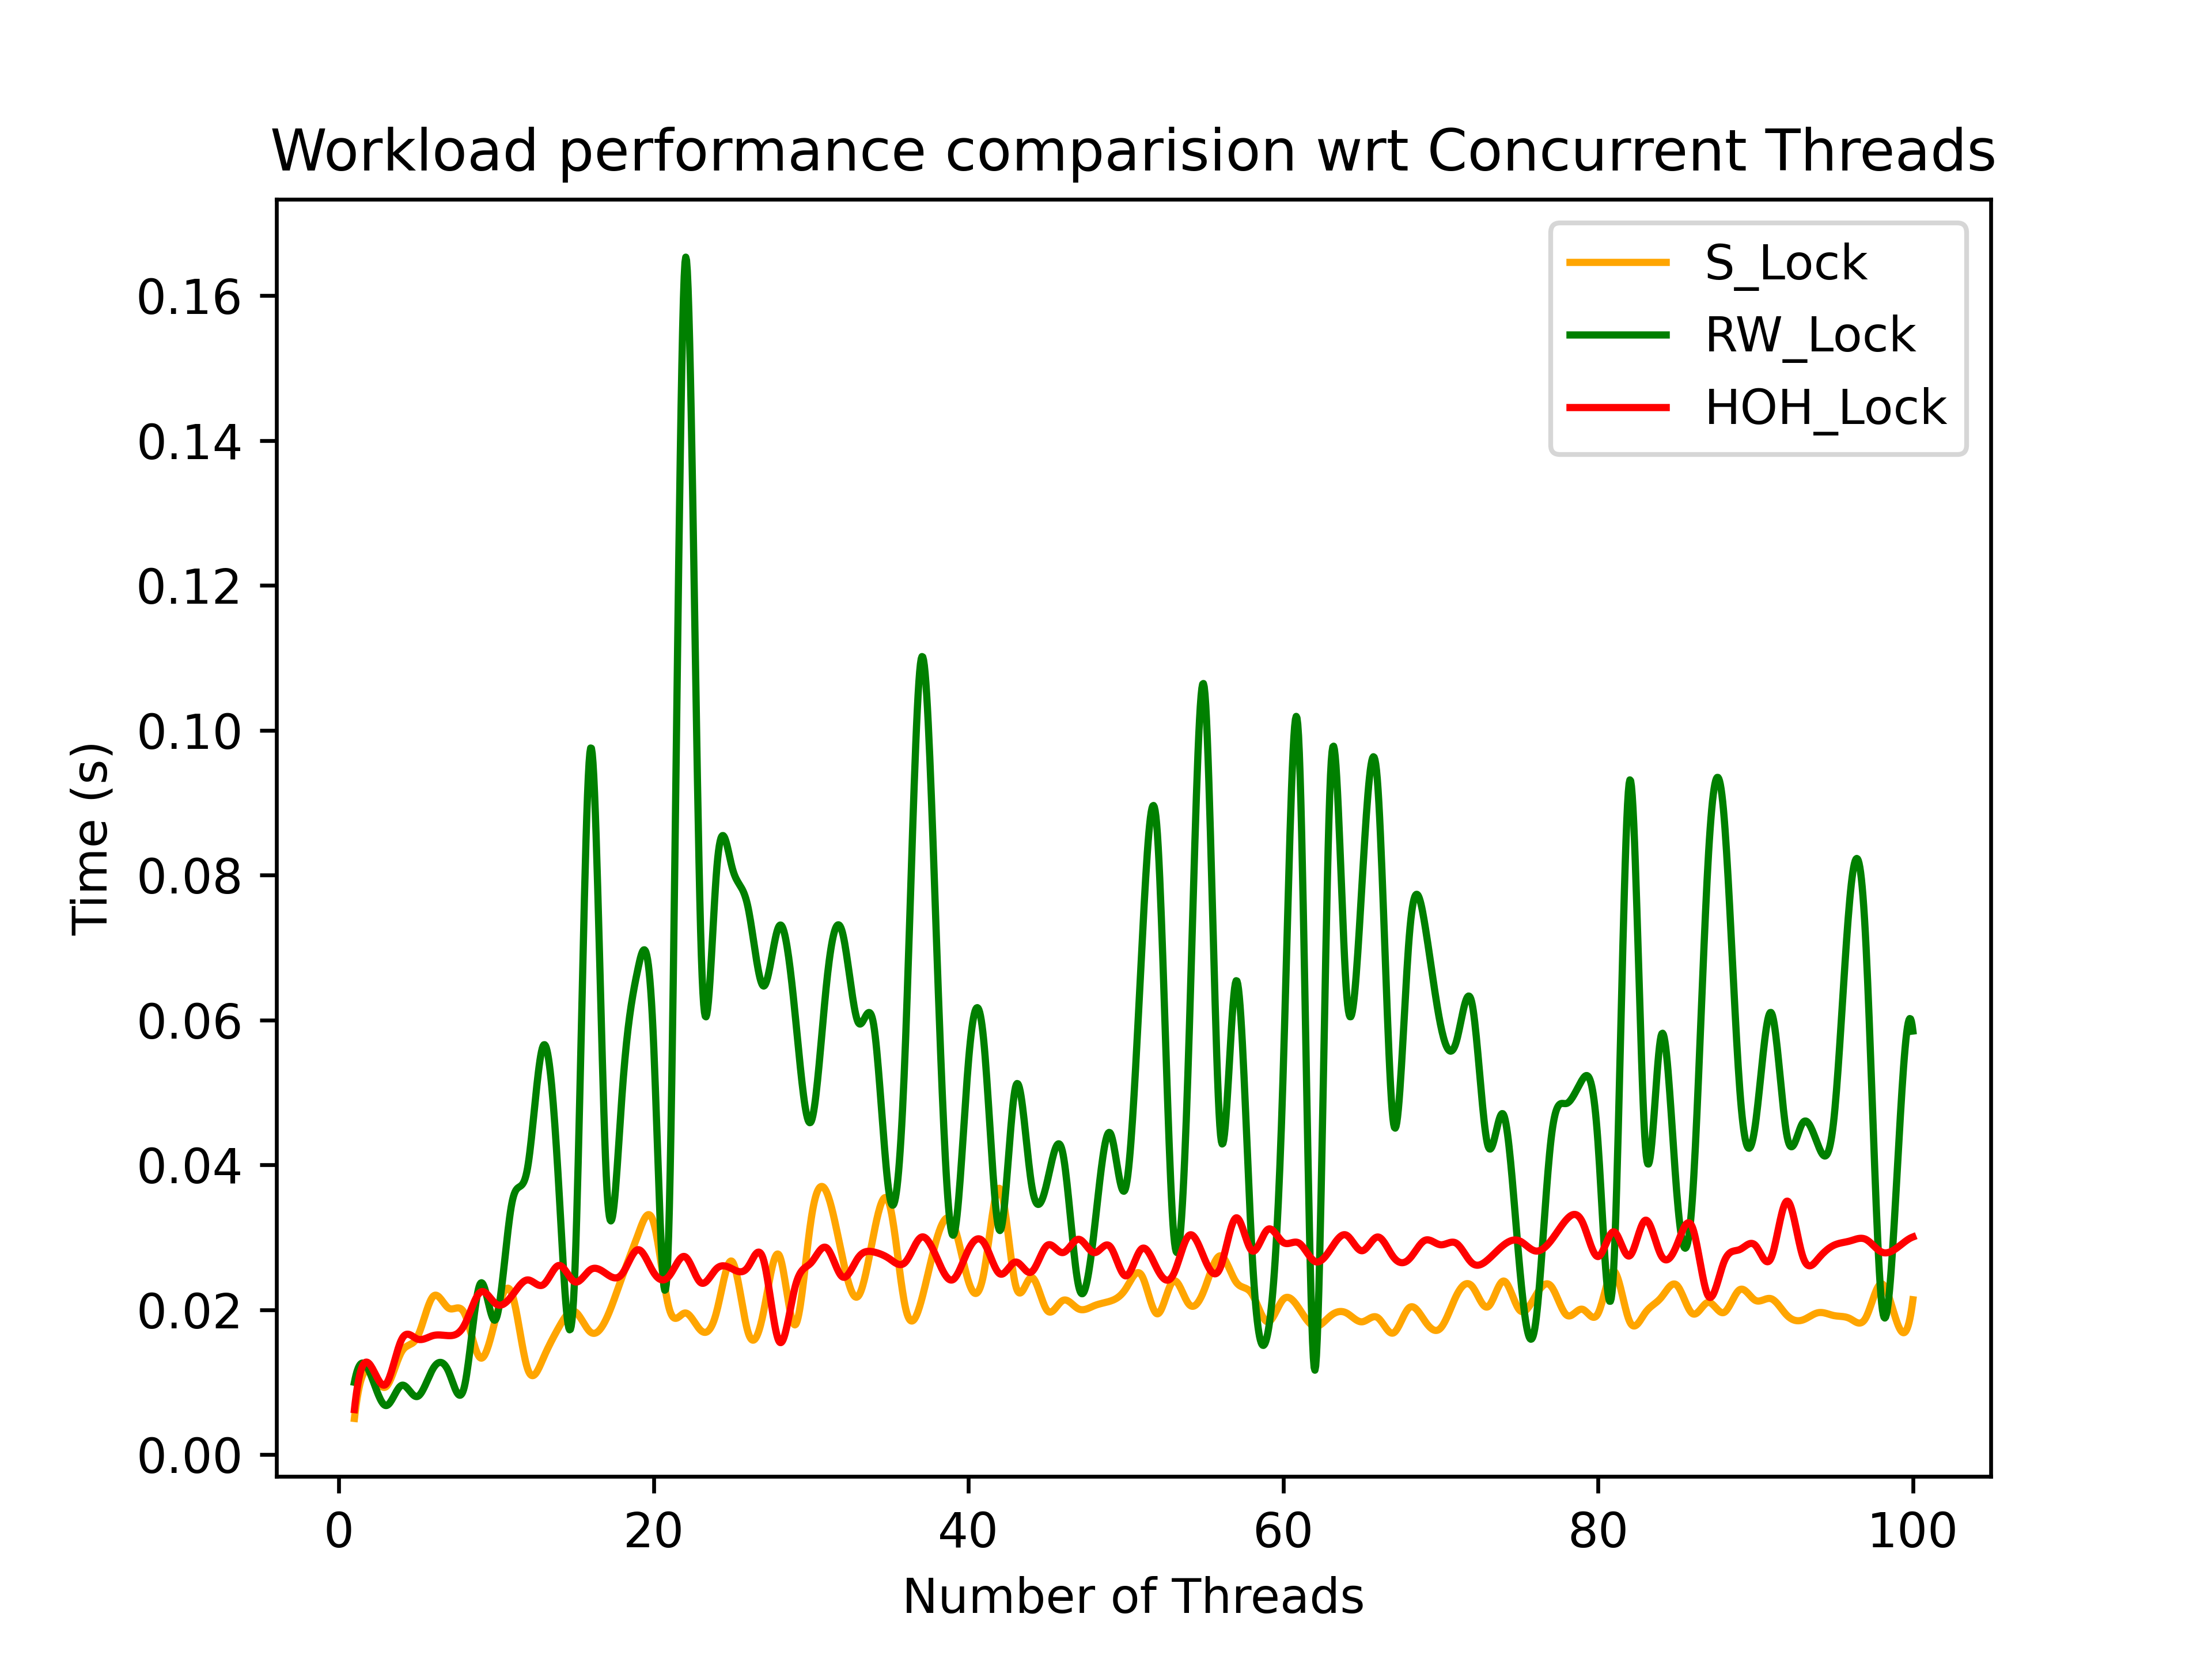 Workload performance comparision wrt Concurrent Threads
S_Lock
RW_Lock
HOH_Lock
0.16
0.14
0.12
0.10
0.08
0.06
0.04
0.02
0.00
Time (s)
0 20 40 60 80 100
Number of Threads